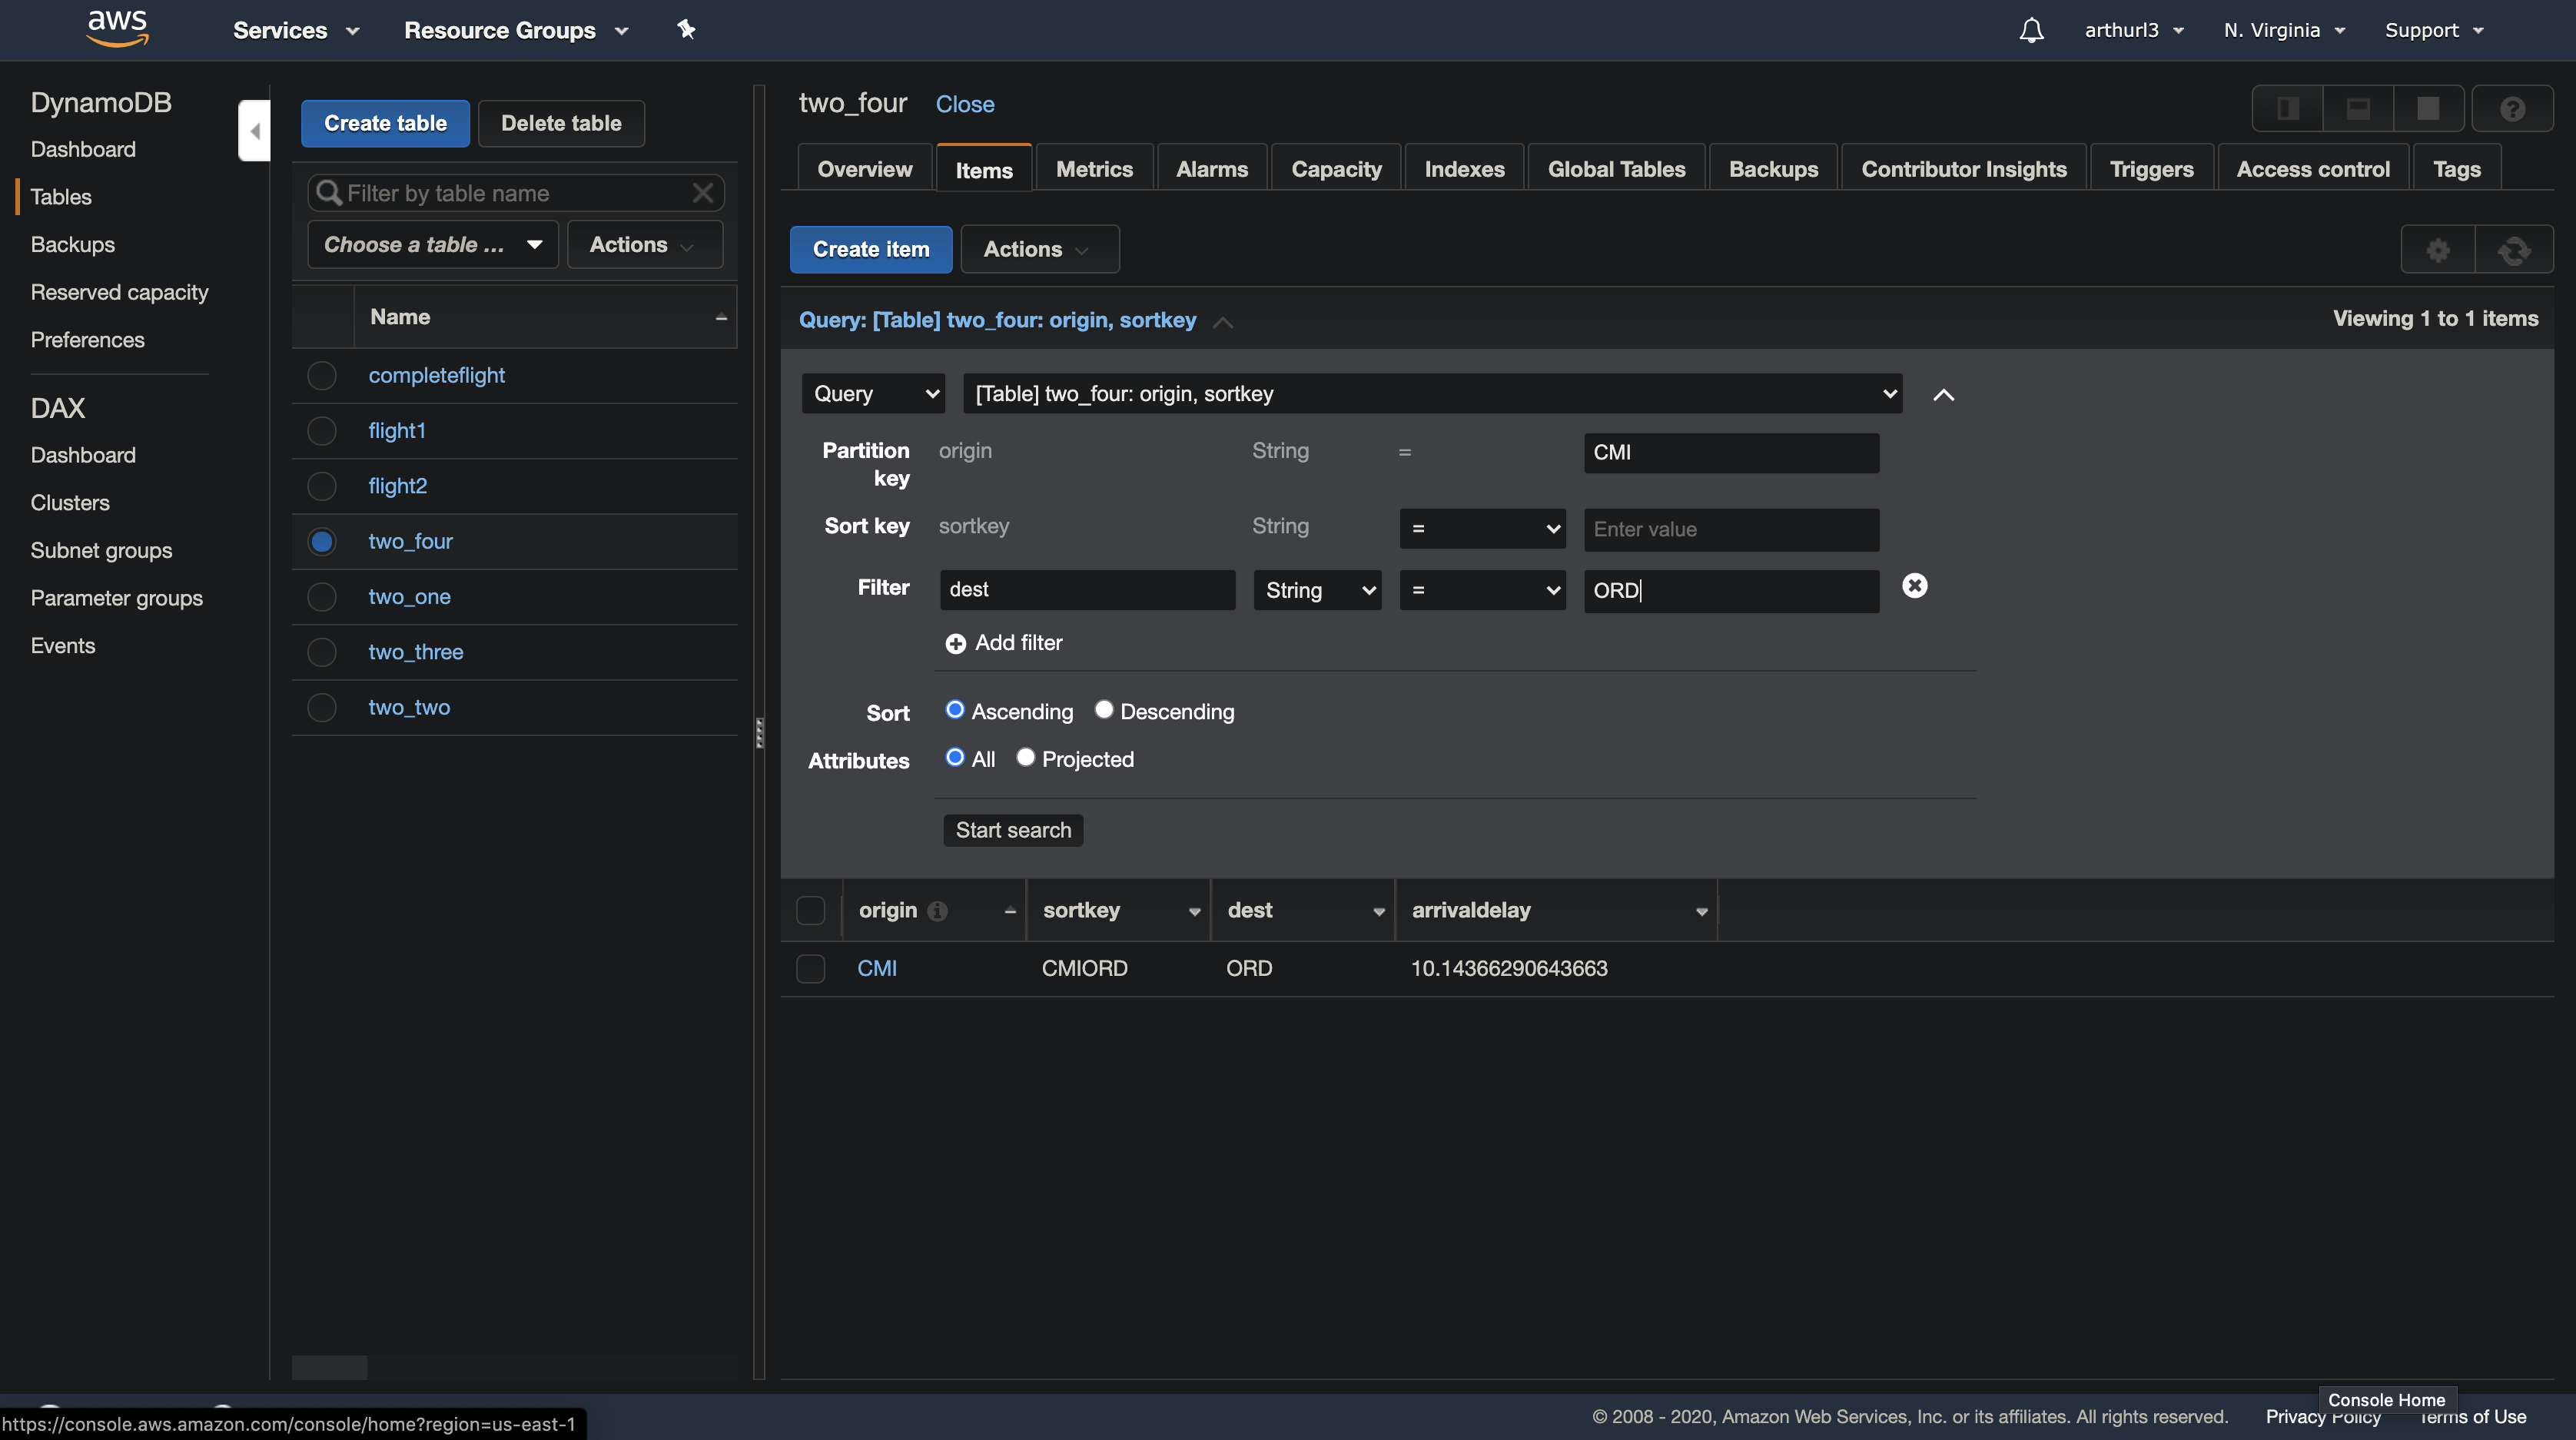 aws
Services
Resource Groups
arthurl3
N. Virginia
Support
DynamoDB
Dashboard
Tables
Backups
Reserved capacity
Preferences
DAX
Dashboard
Clusters
Subnet groups
Parameter groups
Events
Create table
Delete table
Filter by table name
Choose a table ...
Actions
Name
completeflight
flight1
flight2
two_four
two_one
two_three
two_two
two_four Close
Overview Items Metrics Alarms Capacity Indexes Global Tables Backups Contributor Insights Triggers Access control Tags
Create item Actions
Query: [Table] two_four: origin, sortkey
Viewing 1 to 1 items
Query [Table] two_four: origin, sortkey
Partition key origin String = CMI
Sort key sortkey String = Enter value
Filter dest String = ORD
Add filter
Sort Ascending Descending
Attributes All Projected
Start search
origin sortkey dest arrivaldelay
CMI CMIORD ORD 10.14366290643663
Console Home
https://console.aws.amazon.com/console/home?region=us-east-1
© 2008 - 2020, Amazon Web Services, Inc. or its affiliates. All rights reserved. Privacy Policy Terms of Use